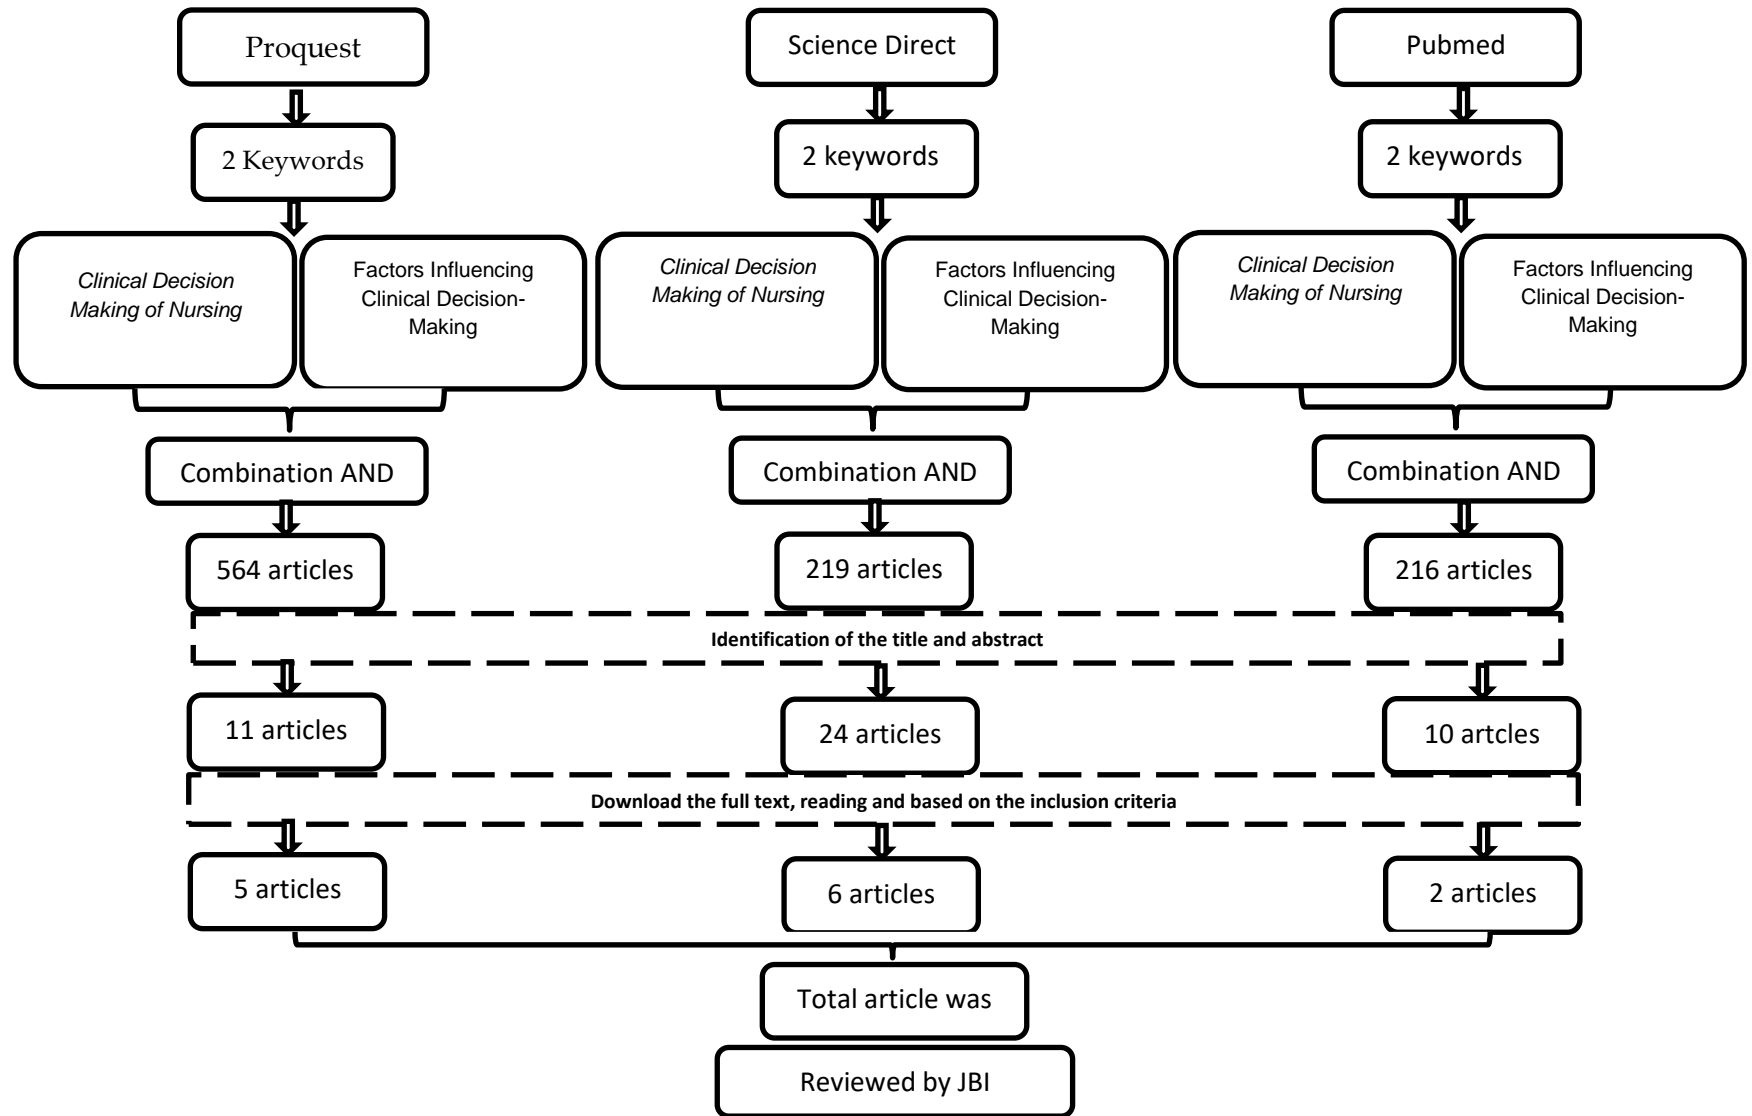 Proquest
Science Direct
Pubmed
2 Keywords
2 keywords
2 keywords
Clinical Decision
Making of Nursing
Factors Influencing
Clinical Decision-
Making
Clinical Decision
Making of Nursing
Factors Influencing
Clinical Decision-
Making
Clinical Decision
Making of Nursing
Factors Influencing
Clinical Decision-
Making
Combination AND
Combination AND
Combination AND
564 articles
219 articles
216 articles
Identification of the title and abstract
11 articles
24 articles
10 artcles
Download the full text, reading and based on the inclusion criteria
5 articles
6 articles
2 articles
Total article was
Reviewed by JBI